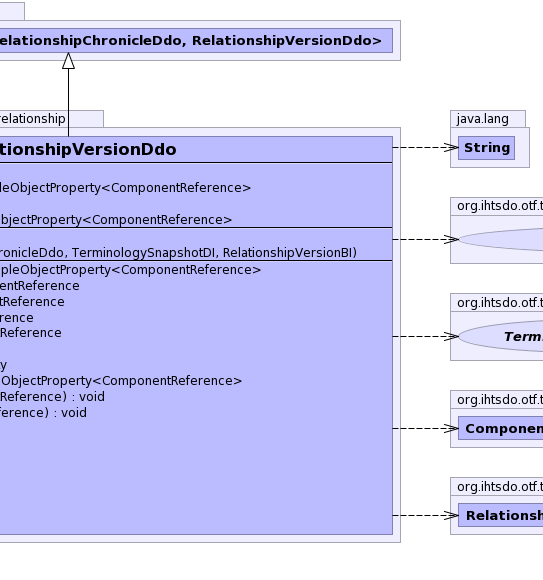 elationshipChronicleDdo, RelationshipVersionDdo>
relationship
tionshipVersionDdo
leObjectProperty<ComponentReference>
bjectProperty<ComponentReference>
ronicleDdo, TerminologySnapshotDI, RelationshipVersionBI)
pleObjectProperty<ComponentReference>
entReference
tReference
erence
Reference
y
ObjectProperty<ComponentReference>
Reference) : void
ference) : void
java.lang
String
org.ihtsdo.otf.t
org.ihtsdo.otf.t
Termi
org.ihtsdo.otf.t
Componen
org.ihtsdo.otf.t
Relationsh